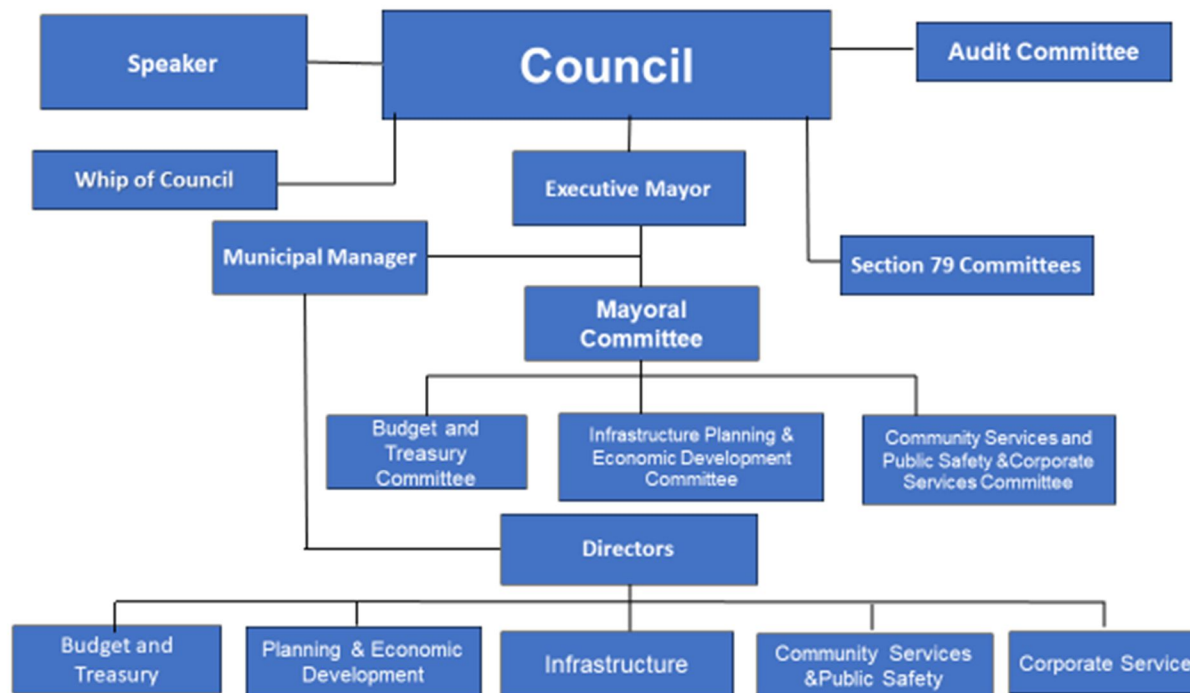 Speaker
Council
Audit Committee
Whip of Council
Executive Mayor
Municipal Manager
Section 79 Committees
Mayoral
Committee
Budget and
Treasury
Committee
Infrastructure Planning &
Economic Development
Committee
Community Services and
Public Safety &Corporate
Services Committee
Directors
Budget and
Treasury
Planning & Economic
Development
Infrastructure
Community Services
&Public Safety
Corporate Service